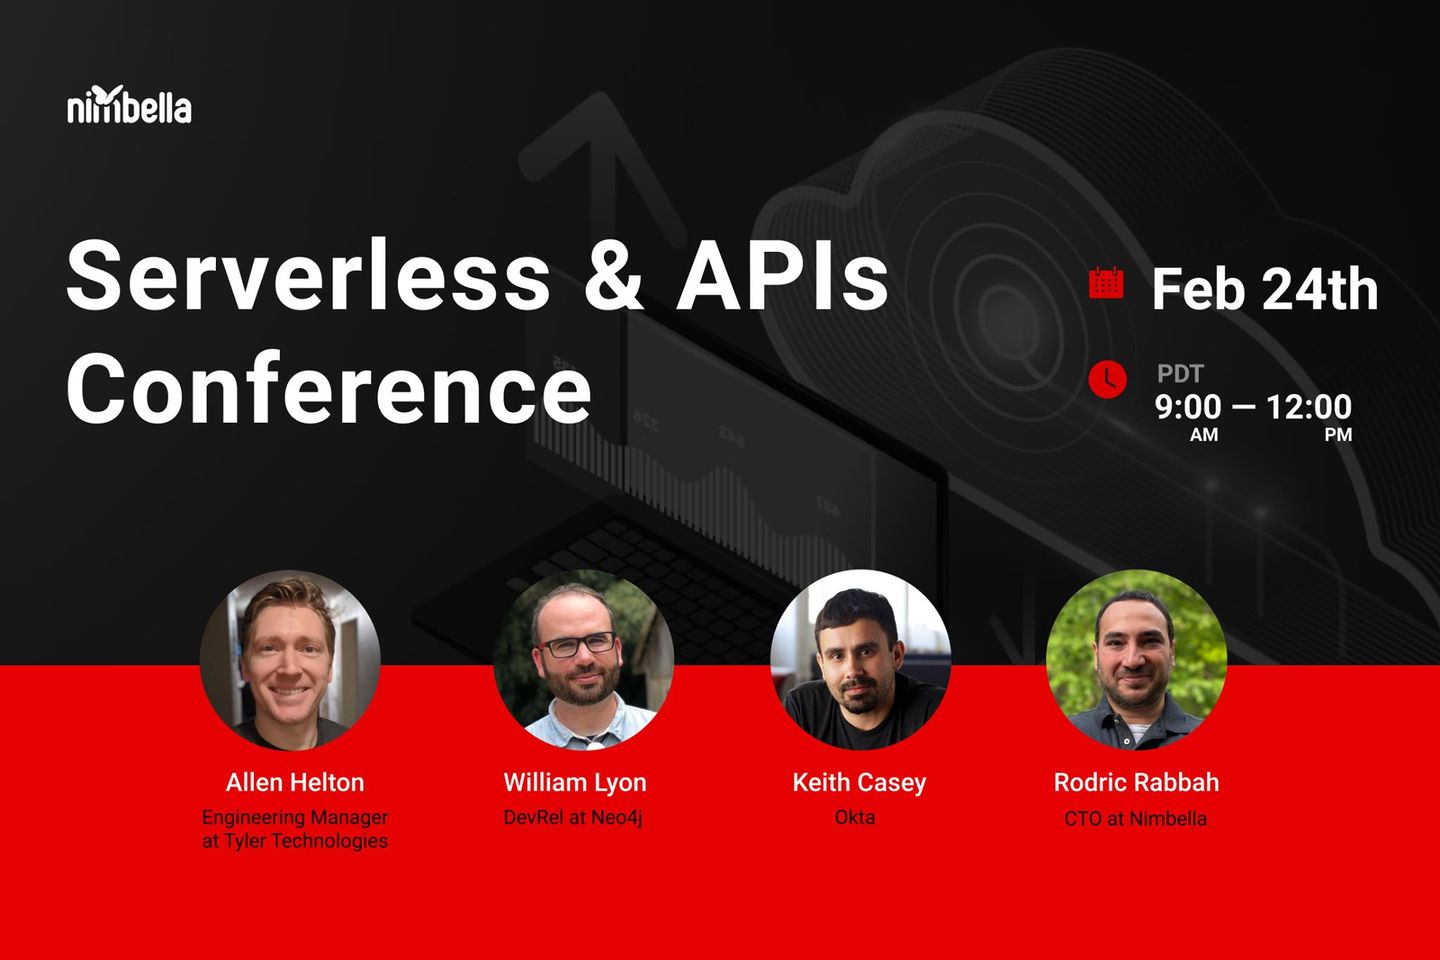 nimbella
Serverless & APIs
Conference
Feb 24th
PDT
9:00 — 12:00
AM PM
Allen Helton
Engineering Manager
at Tyler Technologies
William Lyon
DevRel at Neo4j
Keith Casey
Okta
Rodric Rabbah
CTO at Nimbella